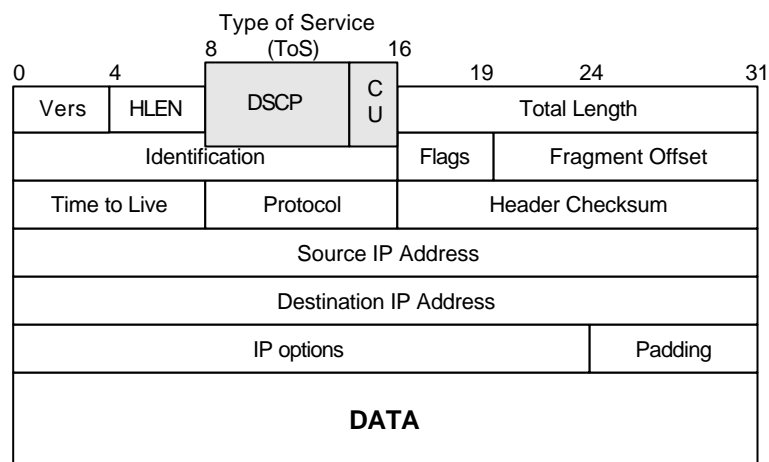 Type of Service
(ToS)
8 16
0 4 19 24 31
Vers HLEN DSCP C U Total Length
Identification Flags Fragment Offset
Time to Live Protocol Header Checksum
Source IP Address
Destination IP Address
IP options Padding
DATA